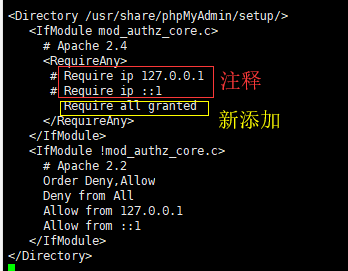 <Directory /usr/share/phpMyAdmin/setup/>
<IfModule mod_authz_core.c>
# Apache 2.4
<RequireAny>
# Require ip 127.0.0.1
# Require ip ::1
注释
Require all granted
新添加
</RequireAny>
</IfModule>
<IfModule !mod_authz_core.c>
# Apache 2.2
Order Deny,Allow
Deny from All
Allow from 127.0.0.1
Allow from ::1
</IfModule>
</Directory>